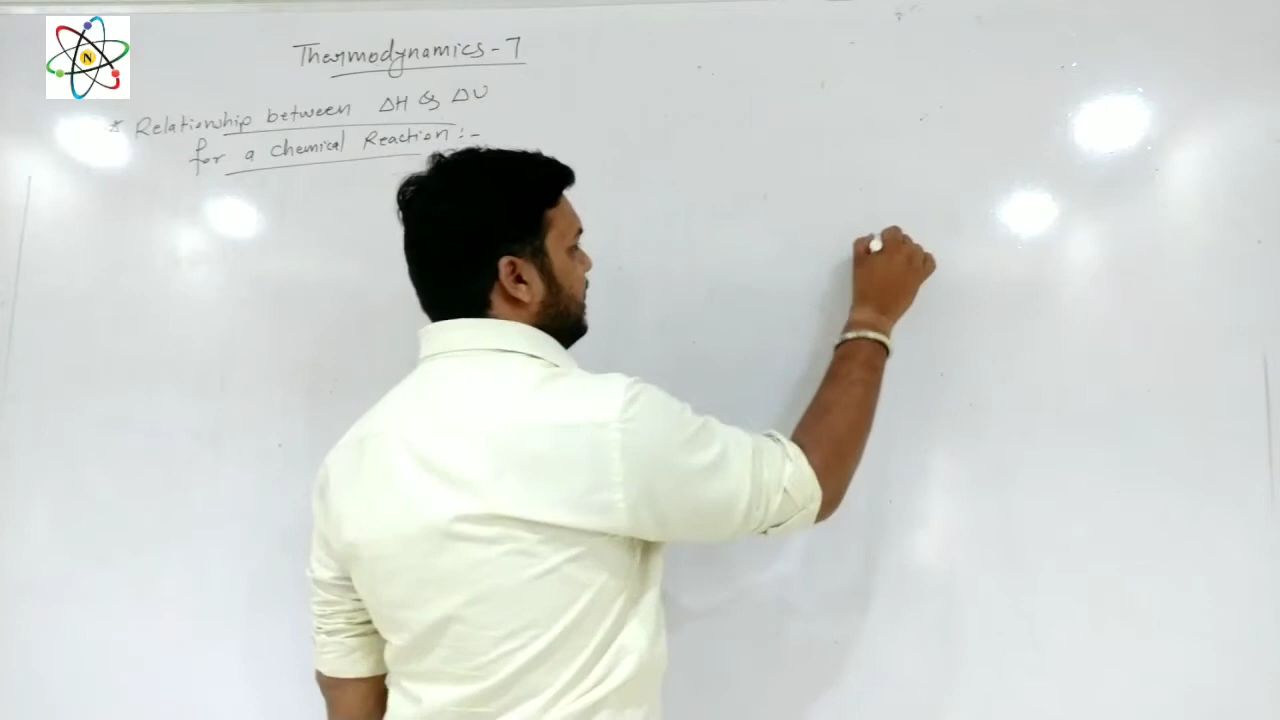 N
Thermodynamics - 7
* Relationship between ΔH & ΔU
for a chemical Reaction :-